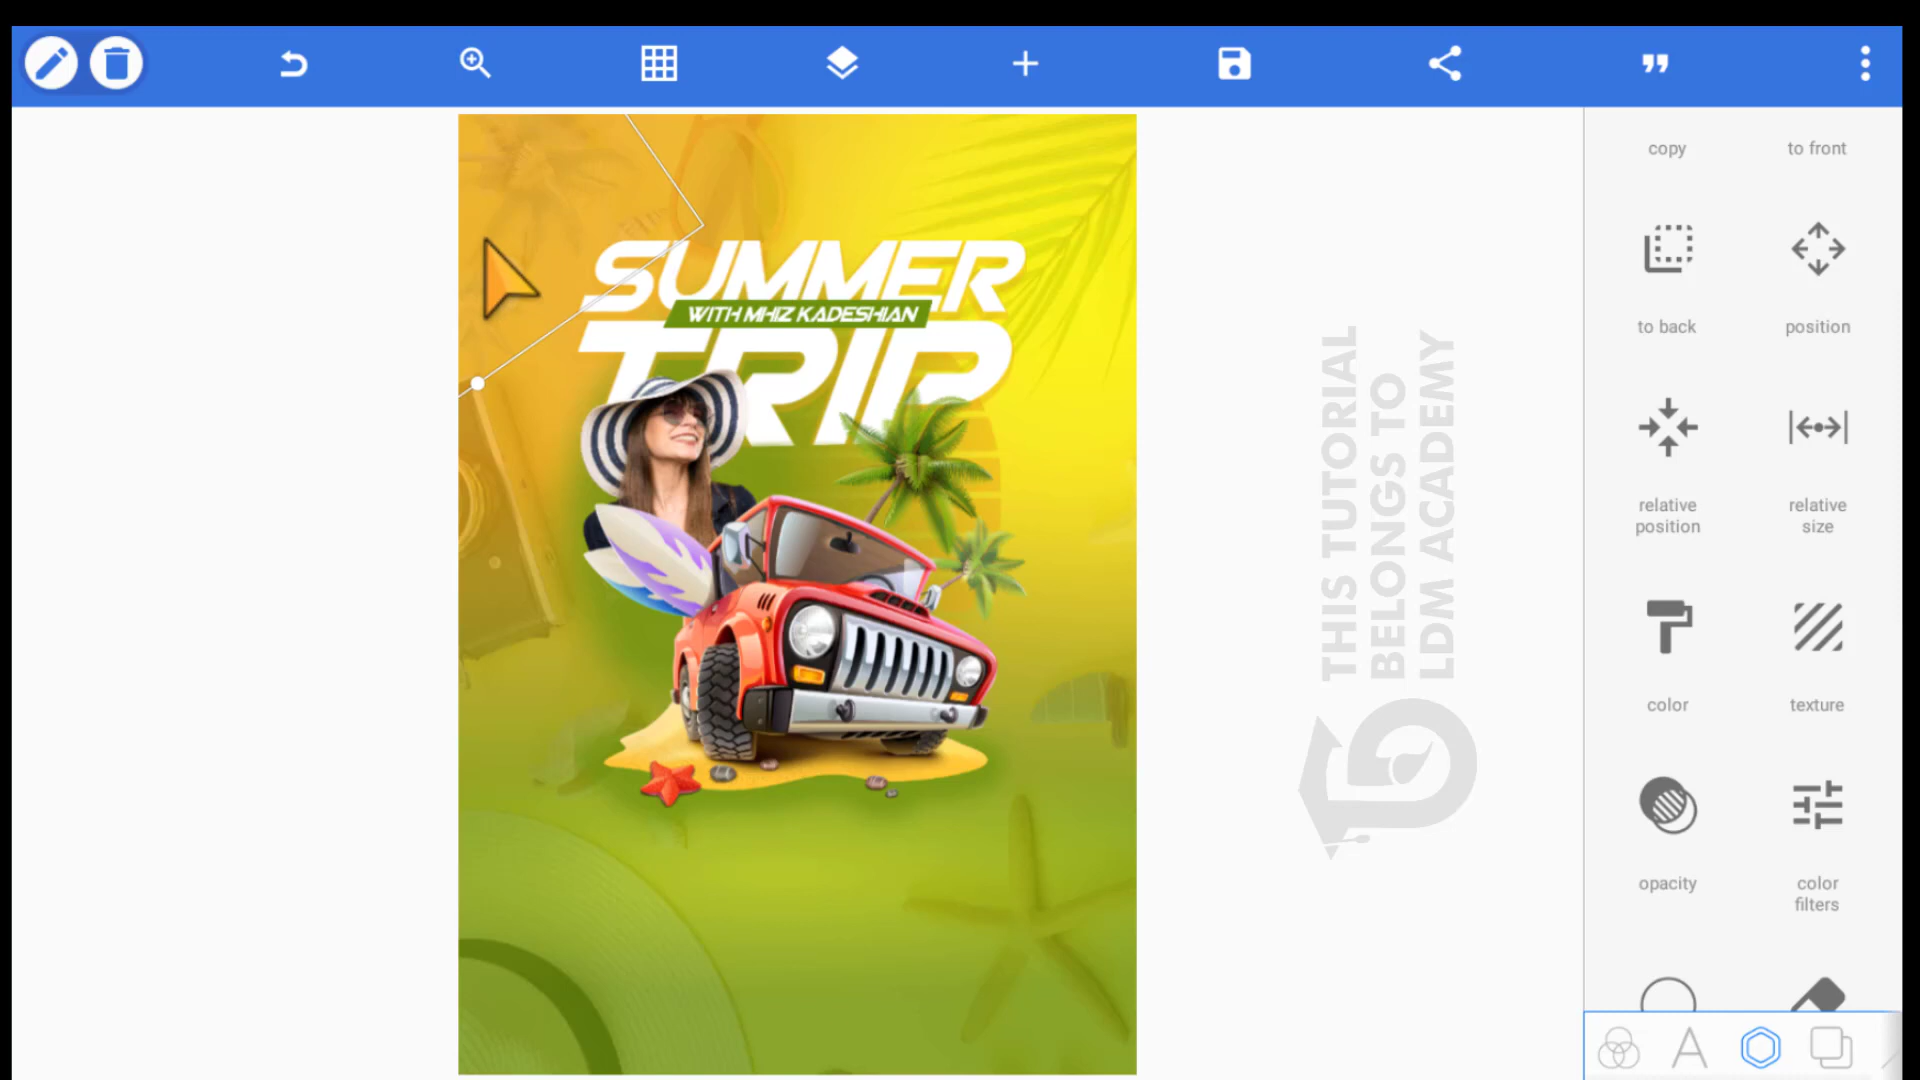 copy
to front
SUMMER
WITH MHIZ KADESHIAN
TRIP
THIS TUTORIAL
BELONGS TO
LDM ACADEMY
to back
position
relative
position
relative
size
color
texture
opacity
color
filters